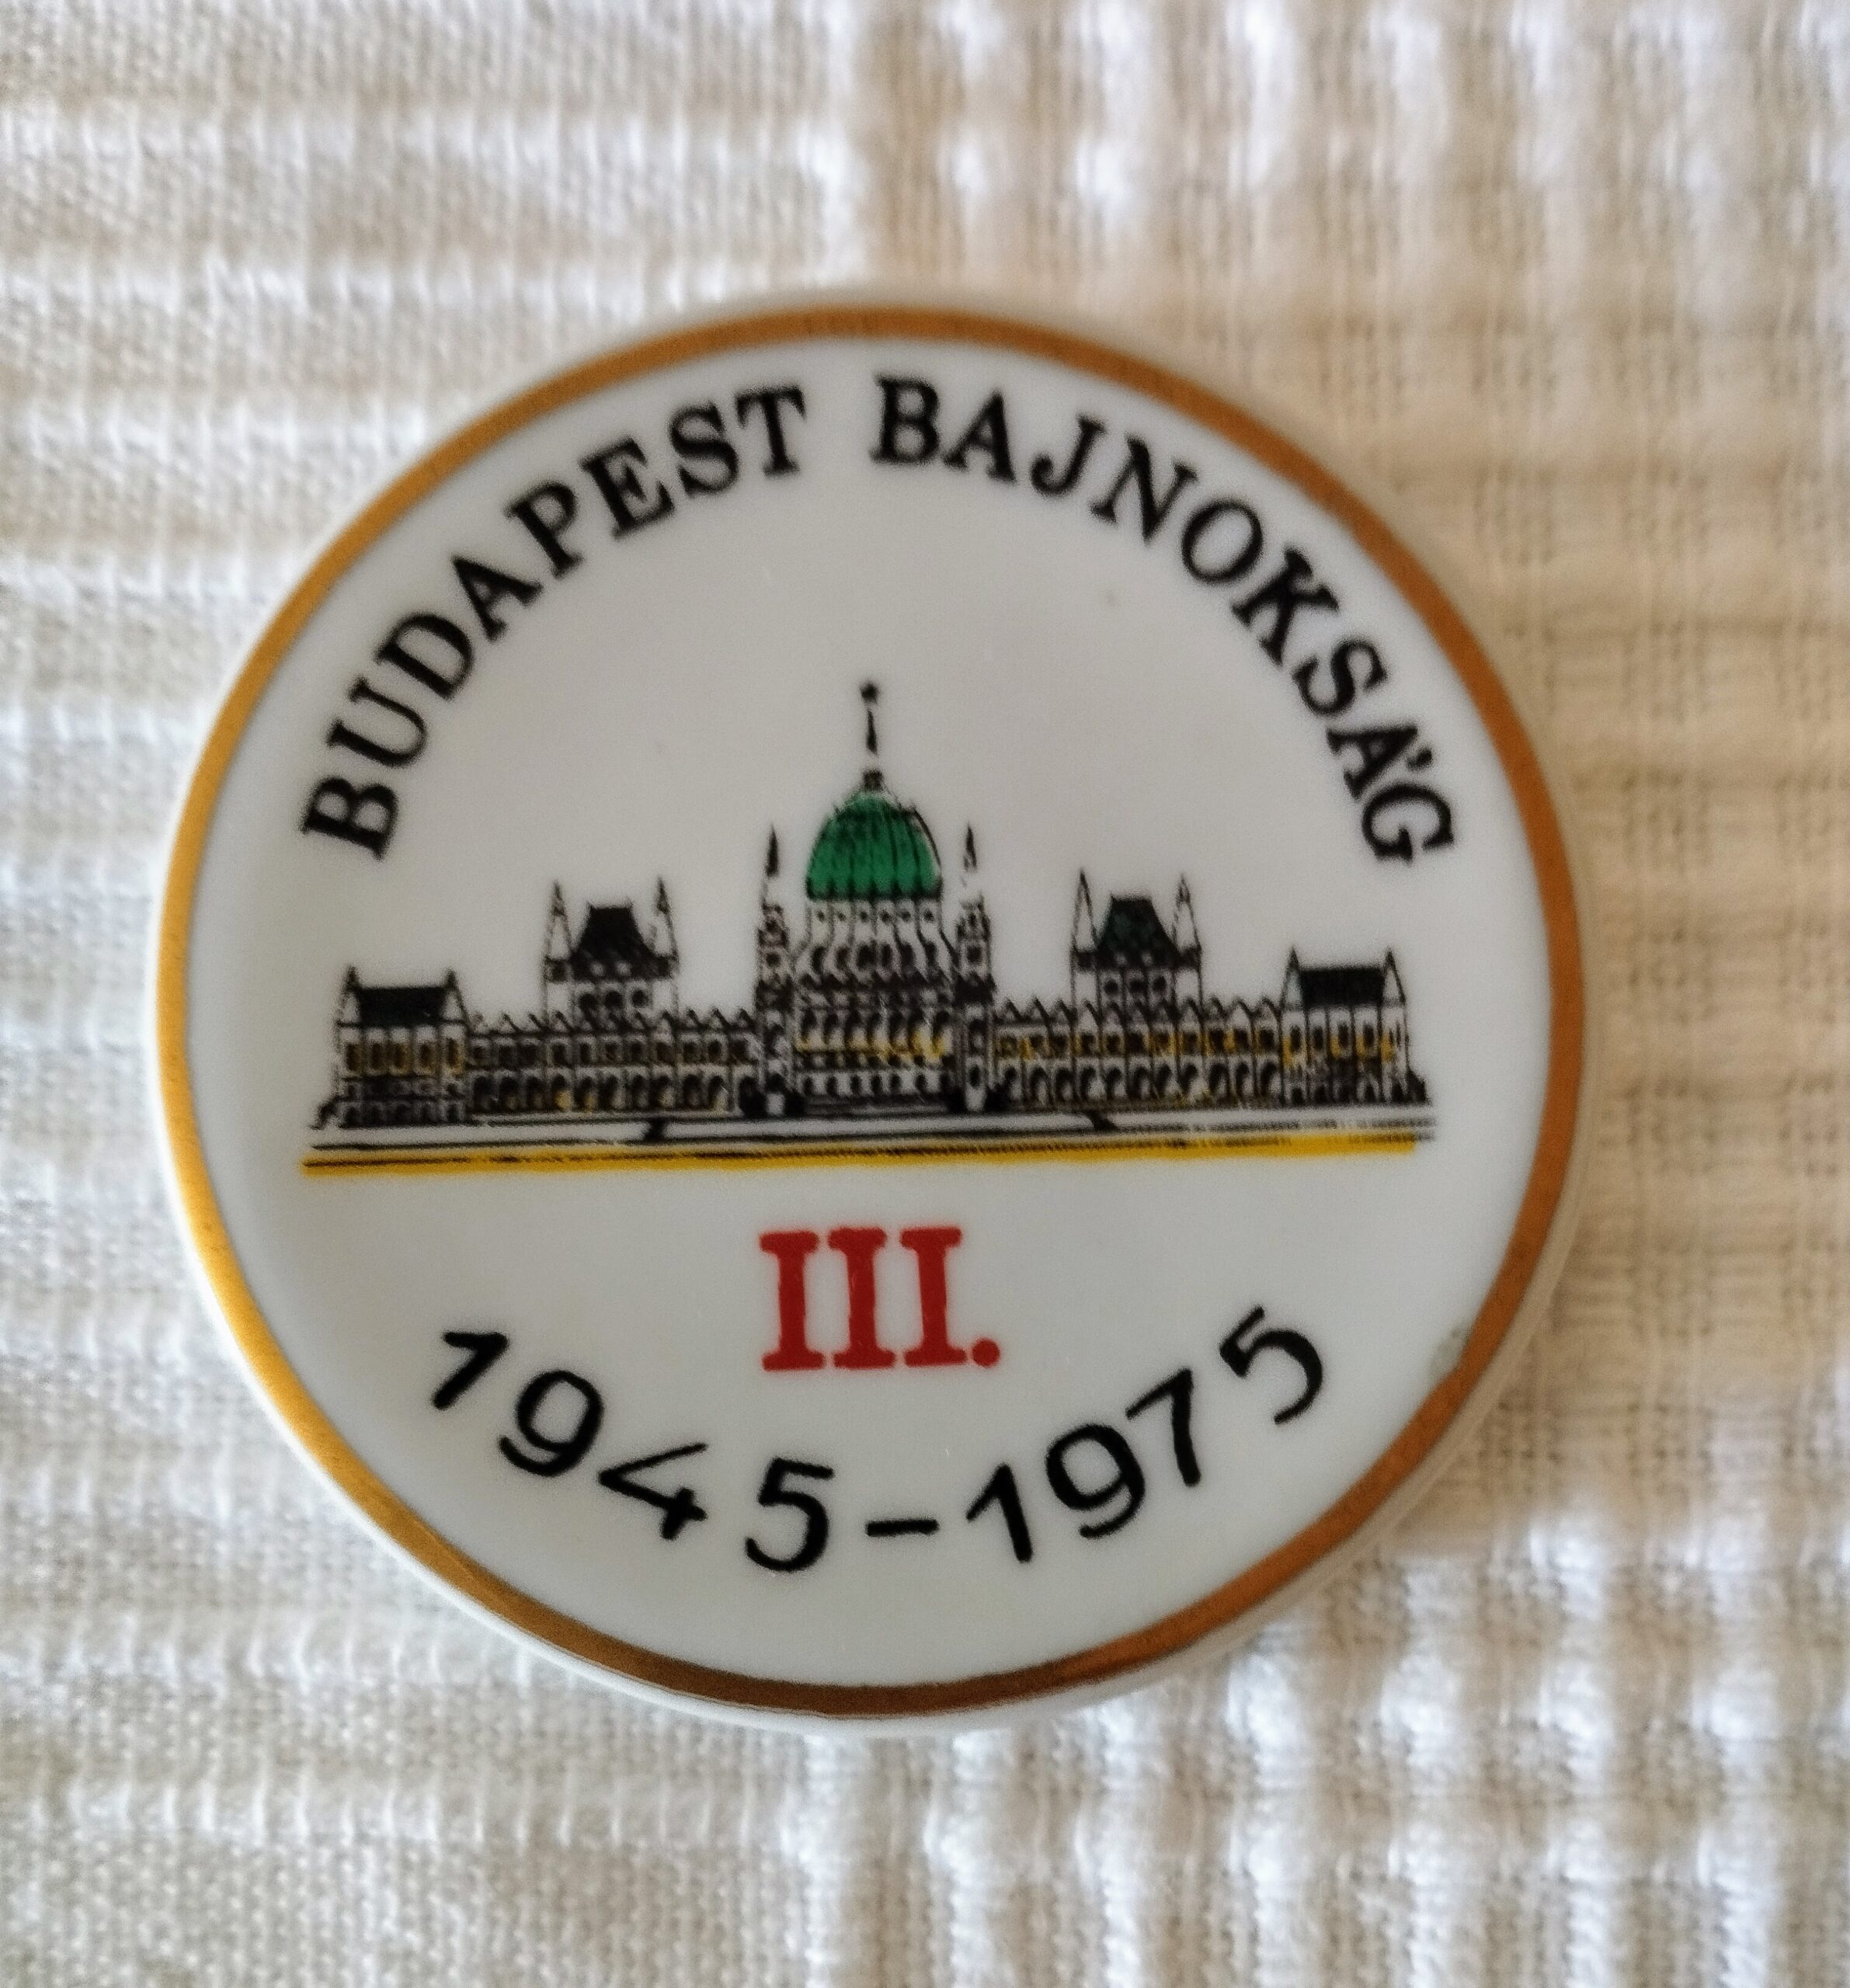 BUDAPEST BAJNOKSÁG
III.
1945-1975